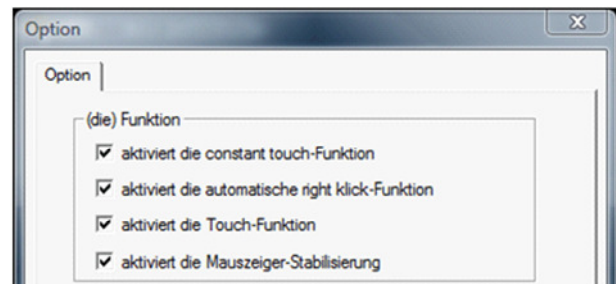 Option
Option
(die) Funktion
aktiviert die constant touch-Funktion
aktiviert die automatische right klick-Funktion
aktiviert die Touch-Funktion
aktiviert die Mauszeiger-Stabilisierung